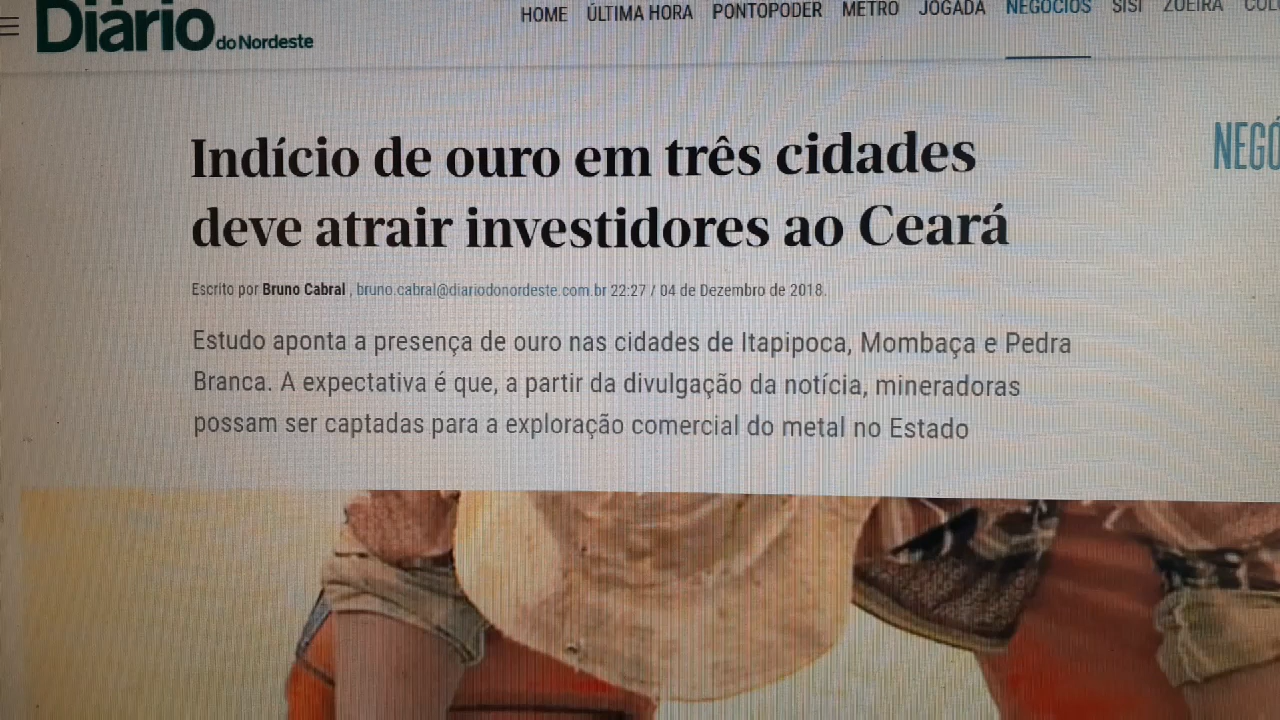 Diário do Nordeste
HOME ÚLTIMA HORA PONTOPODER METRO JOGADA NEGÓCIOS SISI ZOEIRA
NEGÓ
Indício de ouro em três cidades
deve atrair investidores ao Ceará
Escrito por Bruno Cabral , bruno.cabral@diariodonordeste.com.br 22:27 / 04 de Dezembro de 2018.
Estudo aponta a presença de ouro nas cidades de Itapipoca, Mombaça e Pedra
Branca. A expectativa é que, a partir da divulgação da notícia, mineradoras
possam ser captadas para a exploração comercial do metal no Estado